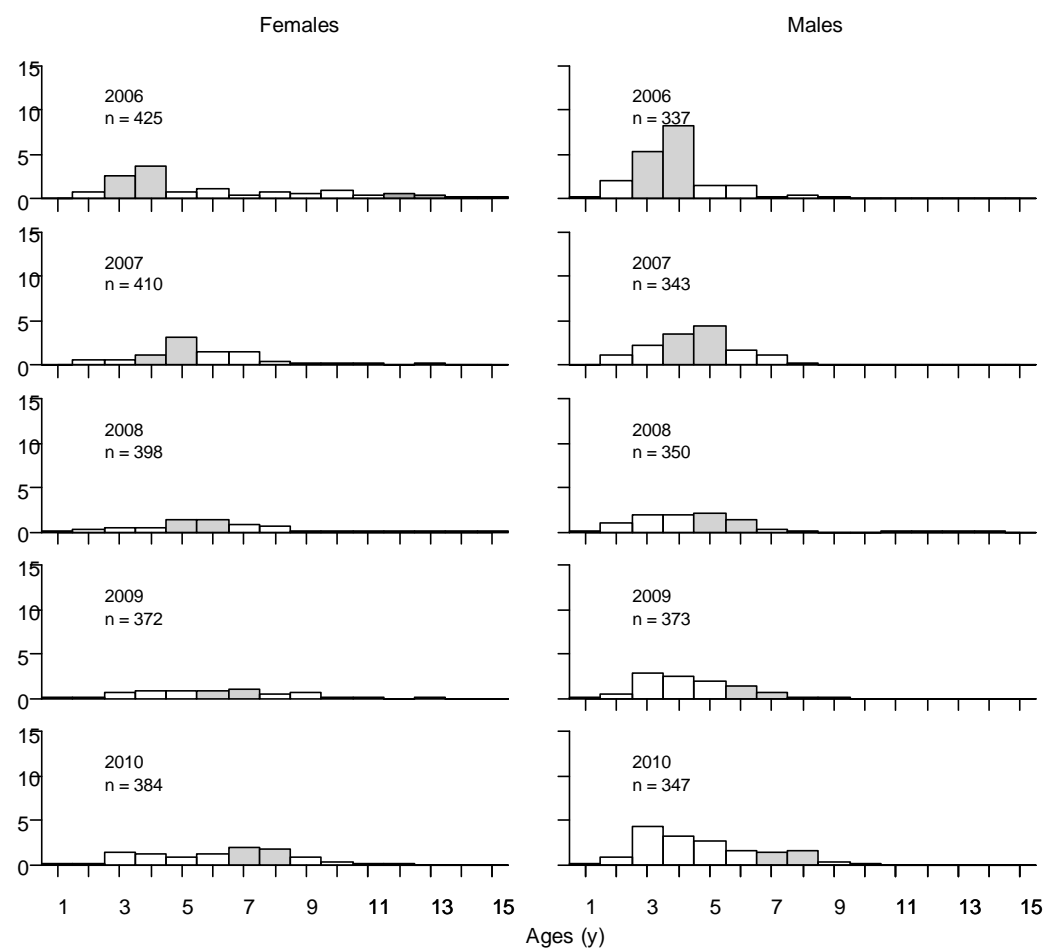 Females
Males
15
10
5
0
2006
n = 425
2006
n = 337
15
10
5
0
2007
n = 410
2007
n = 343
15
10
5
0
2008
n = 398
2008
n = 350
15
10
5
0
2009
n = 372
2009
n = 373
15
10
5
0
2010
n = 384
2010
n = 347
1 3 5 7 9 11 13 15
1 3 5 7 9 11 13 15
Ages (y)